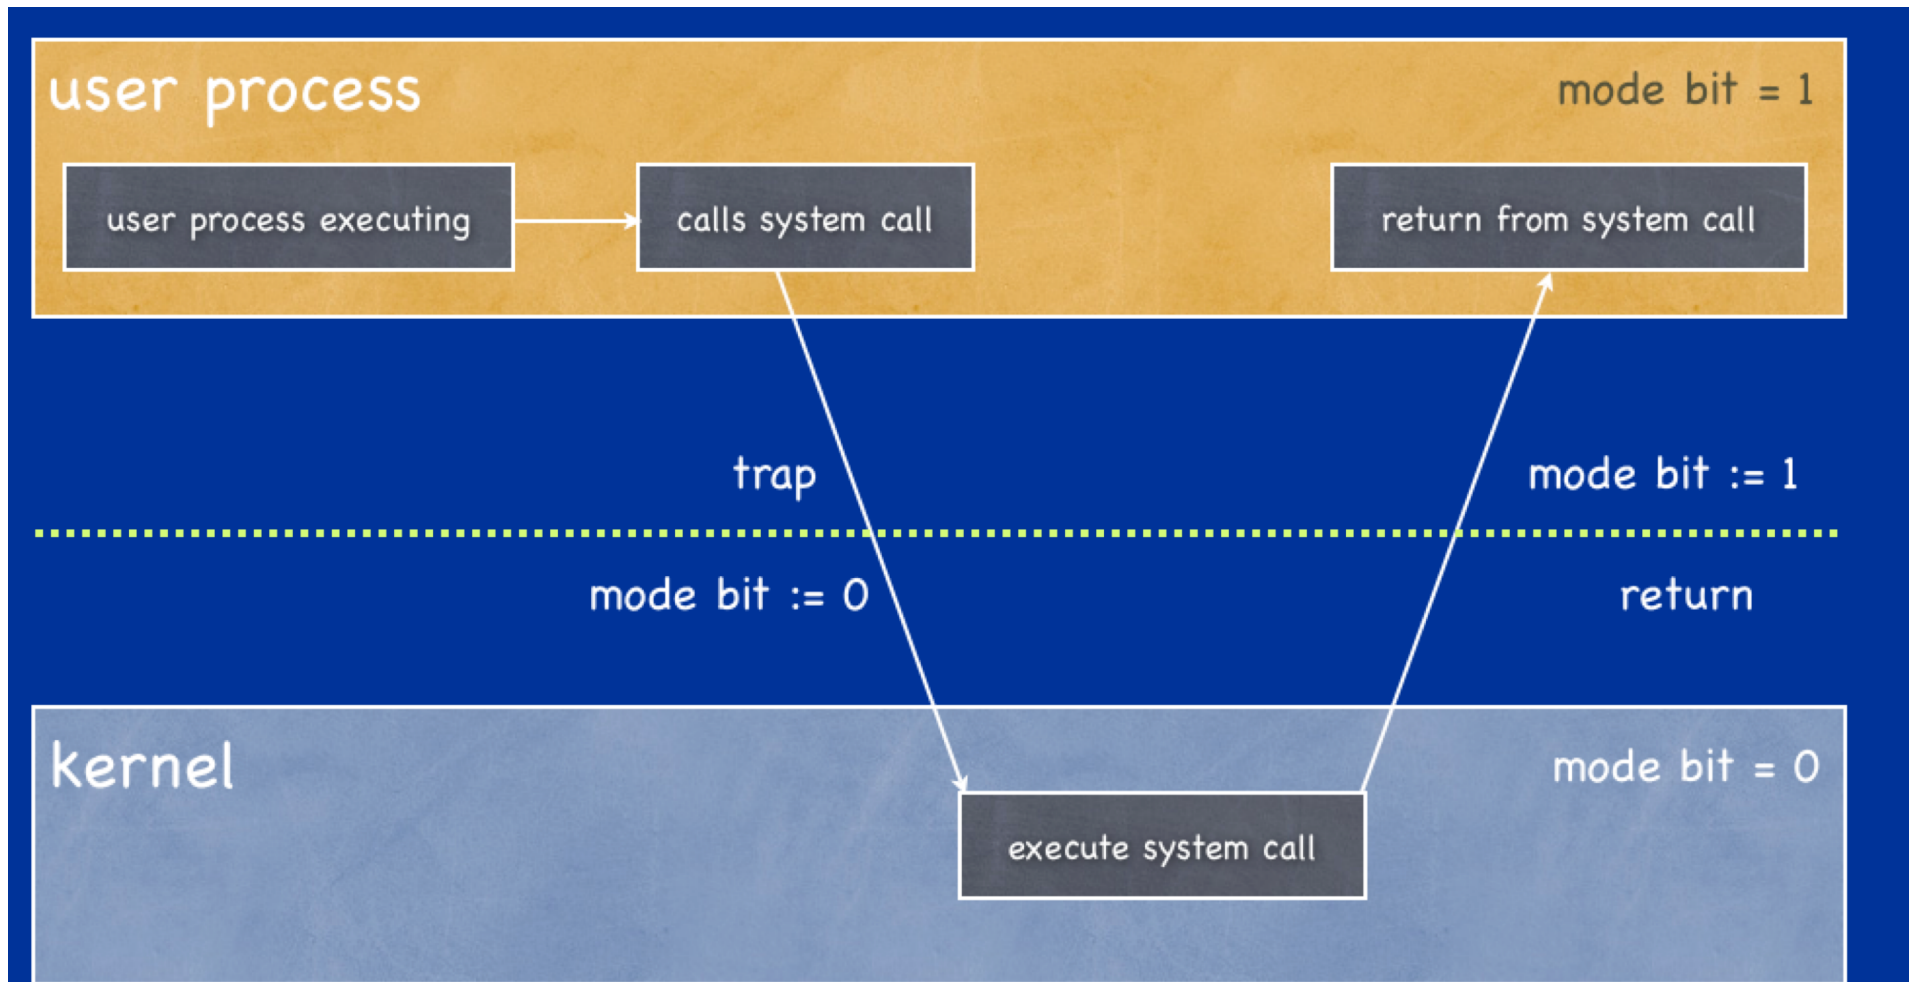 user process
mode bit = 1
user process executing
calls system call
return from system call
trap
mode bit := 1
mode bit := 0
return
kernel
mode bit = 0
execute system call